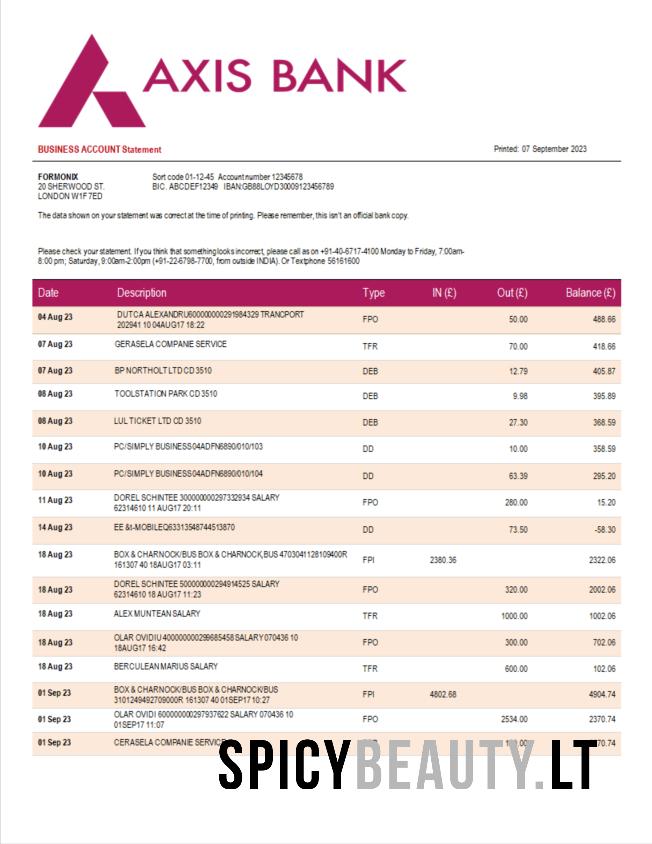 AXIS BANK
BUSINESS ACCOUNT Statement Printed: 07 September 2023
FORMONIX Sort code 01-12-45 Account number 12345678
20 SHERWOOD ST. BIC. ABCDEF12349 IBAN:GB88LOYD30009123456789
LONDON W1F 7ED
The data shown on your statement was correct at the time of printing. Please remember, this isn't an official bank copy.
Please check your statement. If you think that something looks incorrect, please call as on +91-40-6717-4100 Monday to Friday, 7:00am-
8:00 pm; Saturday, 9:00am-2:00pm (+91-22-6798-7700, from outside INDIA). Or Textphone 56161600
Date Description Type IN (£) Out (£) Balance (£)
04 Aug 23 DUTCA ALEXANDRU600000000291984329 TRANCPORT FPO 50.00 488.66
202941 10 04AUG17 18:22
07 Aug 23 GERASELA COMPANIE SERVICE TFR 70.00 418.66
07 Aug 23 BP NORTHOLT LTD CD 3510 DEB 12.79 405.87
08 Aug 23 TOOLSTATION PARK CD 3510 DEB 9.98 395.89
08 Aug 23 LUL TICKET LTD CD 3510 DEB 27.30 368.59
10 Aug 23 PC/SIMPLY BUSINESS04ADFN6890/010/103 DD 10.00 358.59
10 Aug 23 PC/SIMPLY BUSINESS04ADFN6890/010/104 DD 63.39 295.20
11 Aug 23 DOREL SCHINTEE 300000000297332934 SALARY FPO 280.00 15.20
62314610 11 AUG17 20:11
14 Aug 23 EE &t-MOBILEQ63313548744513870 DD 73.50 -58.30
18 Aug 23 BOX & CHARNOCK/BUS BOX & CHARNOCK,BUS 4703041128109400R FPI 2380.36 2322.06
161307 40 18AUG17 03:11
18 Aug 23 DOREL SCHINTEE 500000000294914525 SALARY FPO 320.00 2002.06
62314610 18 AUG17 11:23
18 Aug 23 ALEX MUNTEAN SALARY TFR 1000.00 1002.06
18 Aug 23 OLAR OVIDIU 400000000299685458 SALARY 070436 10 FPO 300.00 702.06
18AUG17 16:42
18 Aug 23 BERCULEAN MARIUS SALARY TFR 600.00 102.06
01 Sep 23 BOX & CHARNOCK/BUS BOX & CHARNOCK/BUS FPI 4802.68 4904.74
3101249492709000R 161307 40 01SEP17 10:27
01 Sep 23 OLAR OVIDI 600000000297937622 SALARY 070436 10 FPO 2534.00 2370.74
01SEP17 11:07
01 Sep 23 CERASELA COMPANIE SERVICE
SPICYBEAUTY.LT